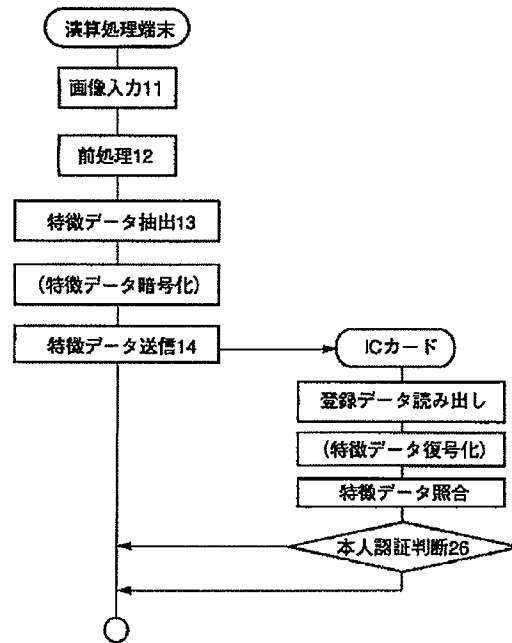 演算処理端末
画像入力11
前処理12
特徴データ抽出13
(特徴データ暗号化)
特徴データ送信14
ICカード
登録データ読み出し
(特徴データ復号化)
特徴データ照合
本人認証判断26